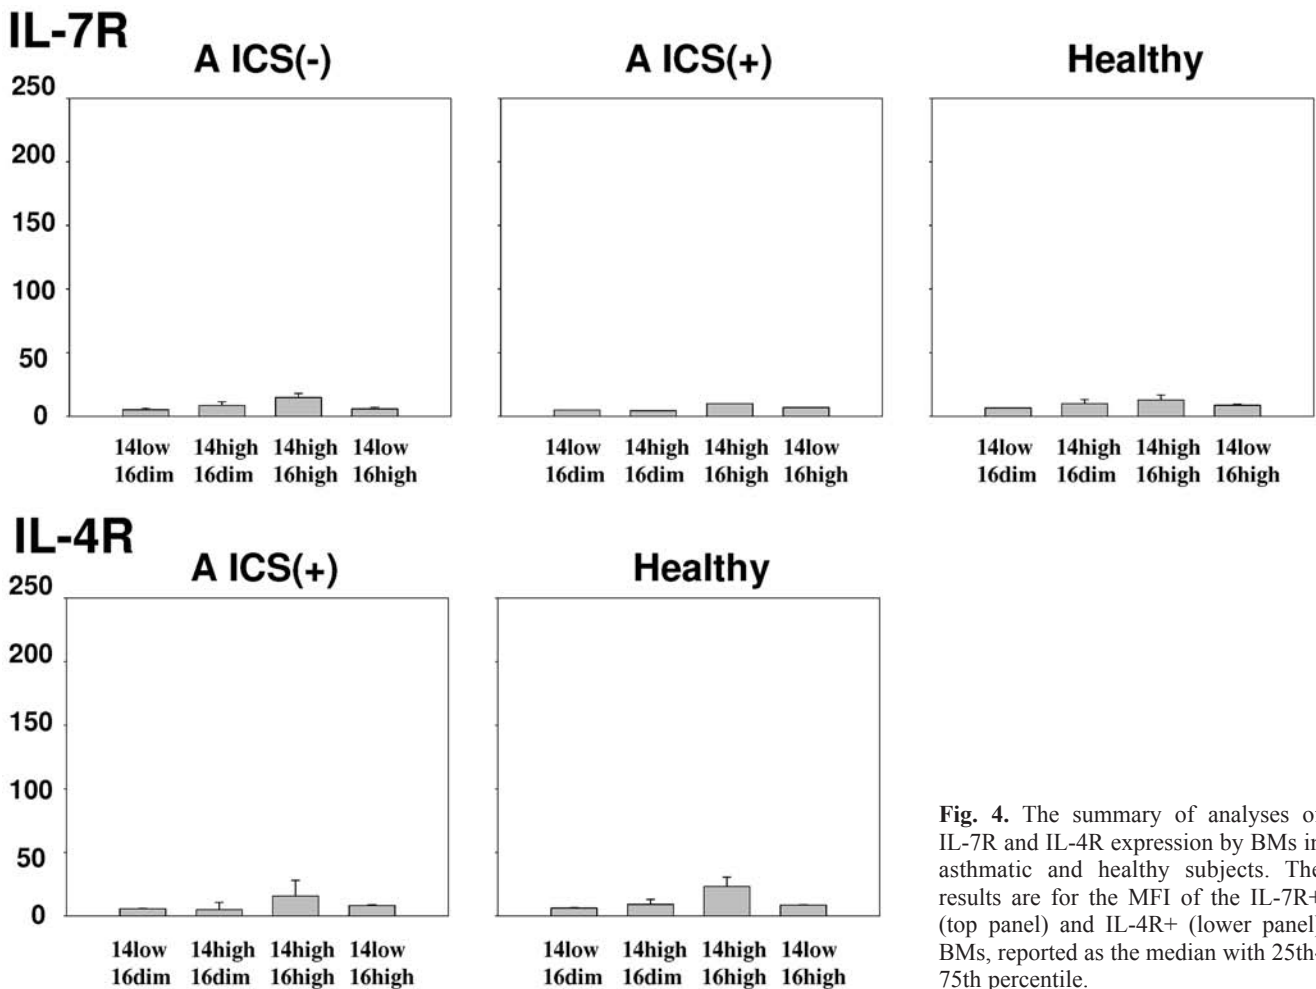 IL-7R
A ICS(-) A ICS(+) Healthy
250
200
150
100
50
0
14low 14high 14high 14low 14low 14high 14high 14low 14low 14high 14high 14low
16dim 16dim 16high 16high 16dim 16dim 16high 16high 16dim 16dim 16high 16high
IL-4R
A ICS(+) Healthy
250
200
150
100
50
0
14low 14high 14high 14low 14low 14high 14high 14low
16dim 16dim 16high 16high 16dim 16dim 16high 16high
Fig. 4. The summary of analyses of
IL-7R and IL-4R expression by BMs in
asthmatic and healthy subjects. The
results are for the MFI of the IL-7R+
(top panel) and IL-4R+ (lower panel)
BMs, reported as the median with 25th-
75th percentile.